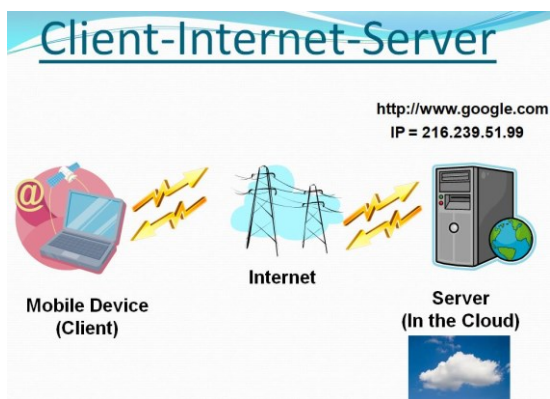 Client-Internet-Server
http://www.google.com
IP = 216.239.51.99
@
Internet
Mobile Device
(Client)
Server
(In the Cloud)